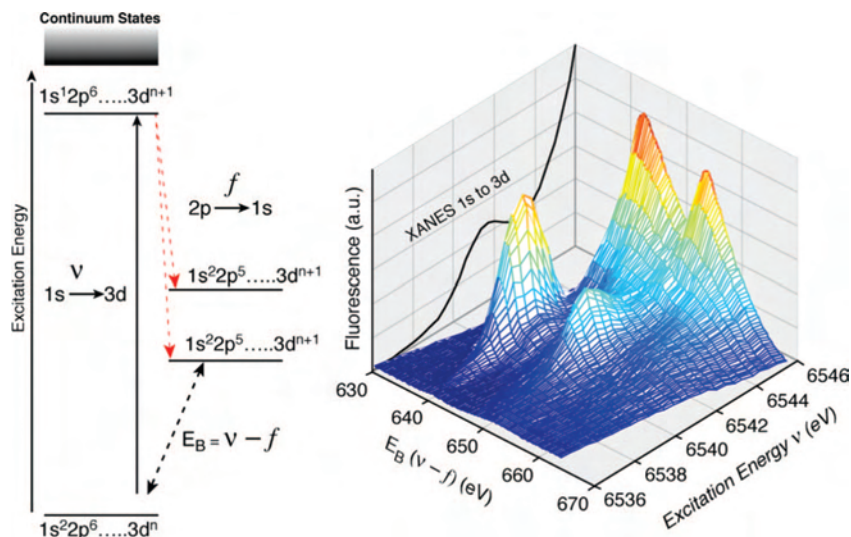 Continuum States
1s¹2p⁶.....3dⁿ⁺¹
Excitation Energy
f
2p→1s
ν
1s→3d
1s²2p⁵.....3dⁿ⁺¹
1s²2p⁵.....3dⁿ⁺¹
E_B = ν – f
1s²2p⁶.....3dⁿ
Fluorescence (a.u.)
XANES 1s to 3d
630
640
650
660
670
E_B (ν – f) (eV)
6536
6538
6540
6542
6544
6546
Excitation Energy ν (eV)